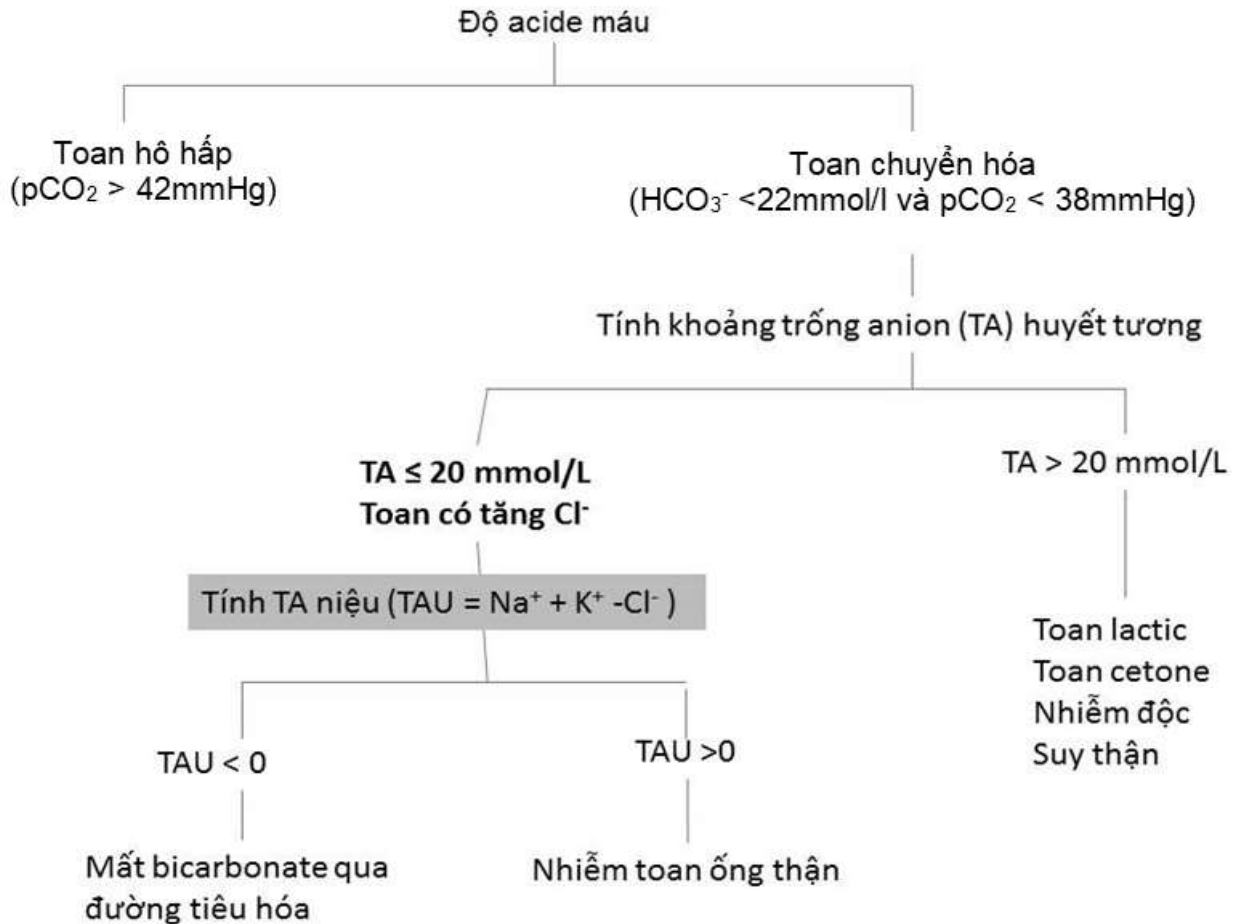 Độ acide máu
Toan hô hấp
(pCO₂ > 42mmHg)
Toan chuyển hóa
(HCO₃⁻ <22mmol/l và pCO₂ < 38mmHg)
Tính khoảng trống anion (TA) huyết tương
TA ≤ 20 mmol/L
Toan có tăng Cl⁻
TA > 20 mmol/L
Tính TA niệu (TAU = Na⁺ + K⁺ -Cl⁻ )
Toan lactic
Toan cetone
Nhiễm độc
Suy thận
TAU < 0
TAU >0
Mất bicarbonate qua
đường tiêu hóa
Nhiễm toan ống thận